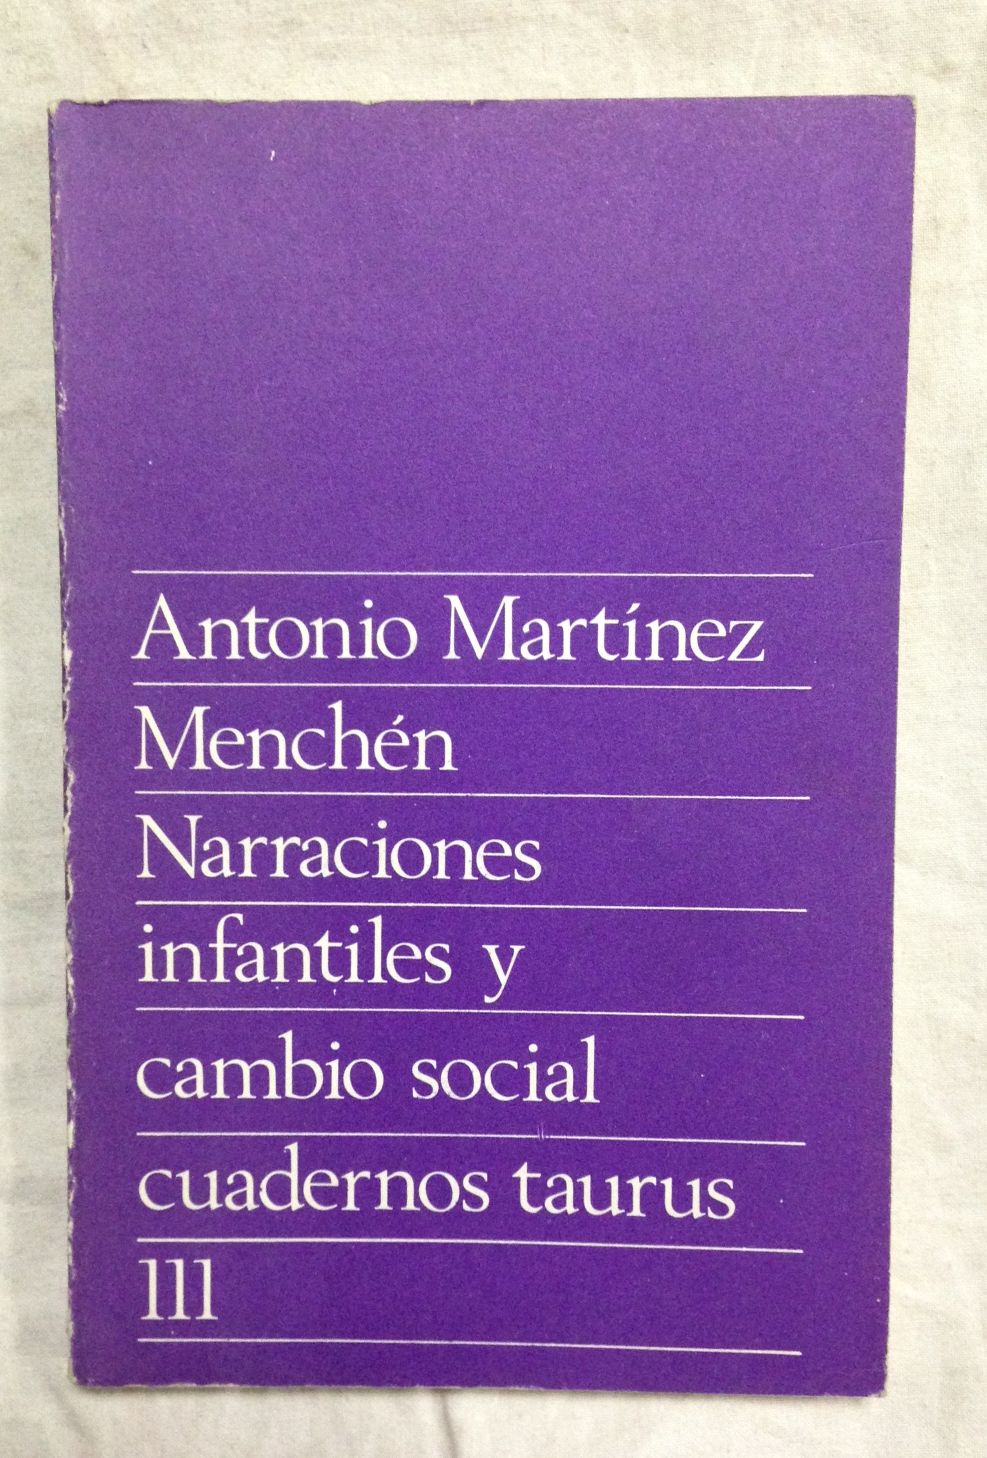 Antonio Martínez
Menchén
Narraciones
infantiles y
cambio social
cuadernos taurus
111